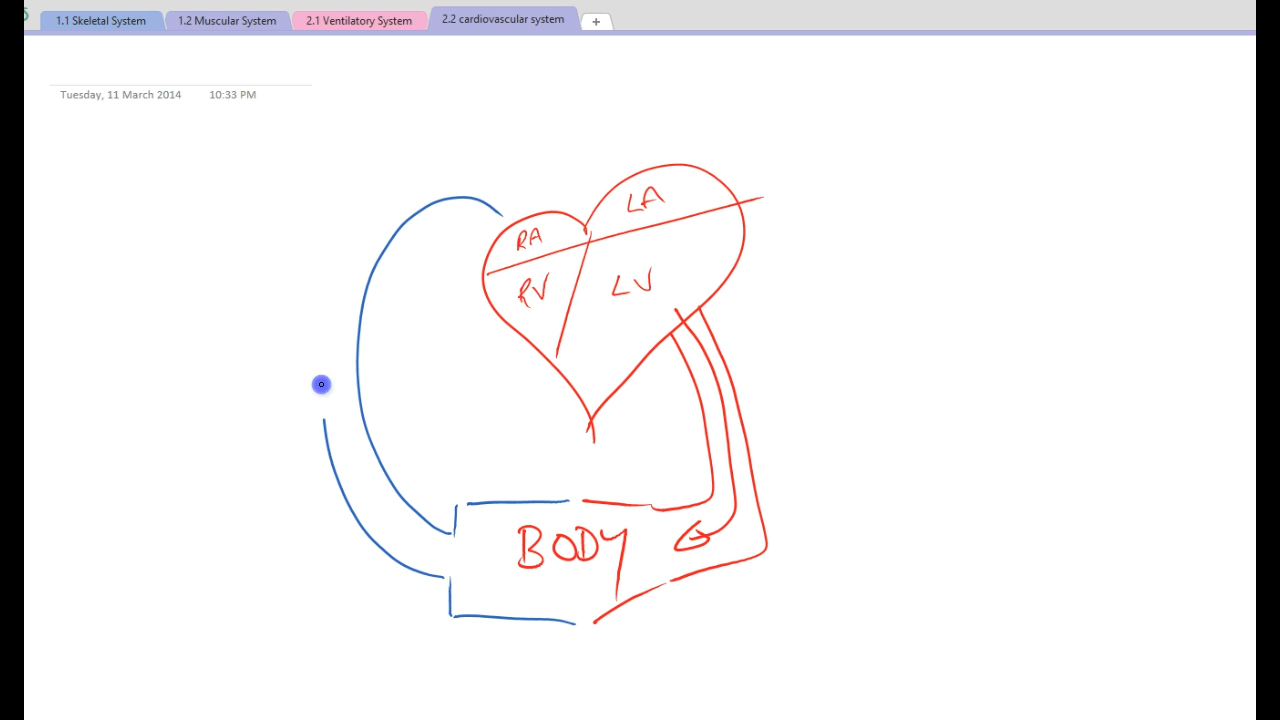 1.1 Skeletal System
1.2 Muscular System
2.1 Ventilatory System
2.2 cardiovascular system
Tuesday, 11 March 2014 10:33 PM
LA
RA
RV
LV
BODY